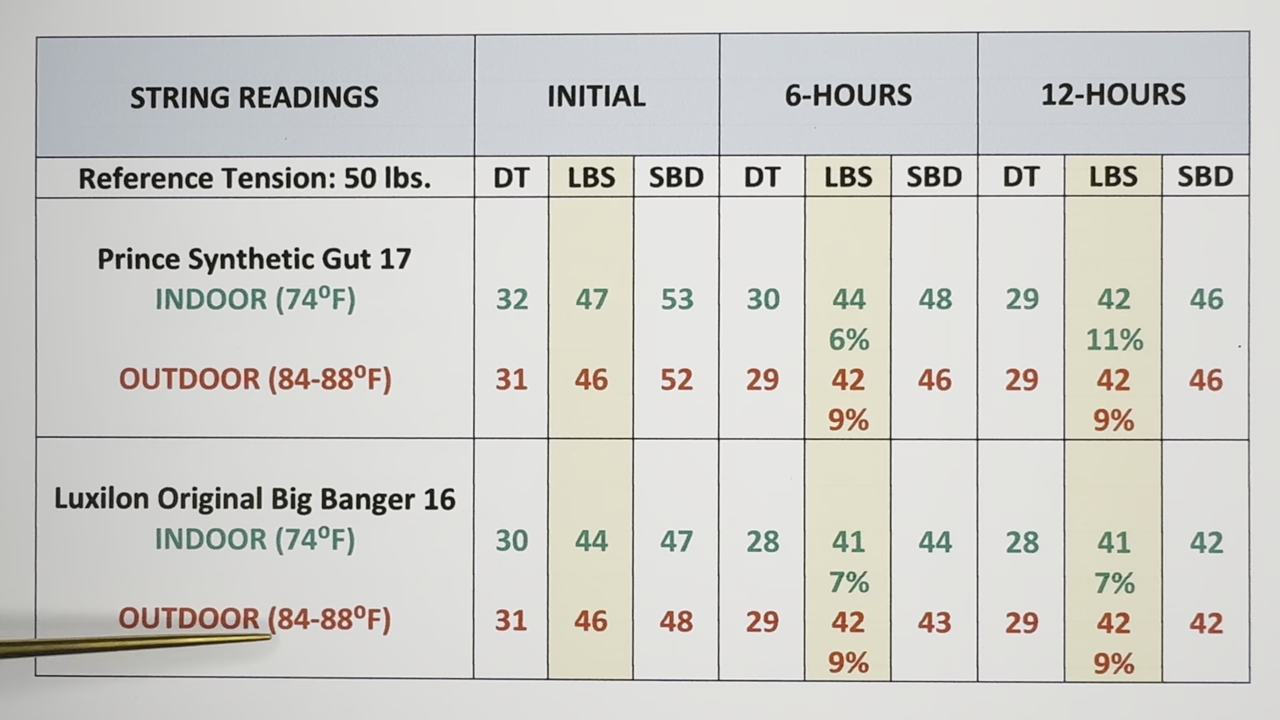 STRING READINGS INITIAL 6-HOURS 12-HOURS
Reference Tension: 50 lbs. DT LBS SBD DT LBS SBD DT LBS SBD
Prince Synthetic Gut 17
INDOOR (74⁰F) 32 47 53 30 44 48 29 42 46
6% 11%
OUTDOOR (84-88⁰F) 31 46 52 29 42 46 29 42 46
9% 9%
Luxilon Original Big Banger 16
INDOOR (74⁰F) 30 44 47 28 41 44 28 41 42
7% 7%
OUTDOOR (84-88⁰F) 31 46 48 29 42 43 29 42 42
9% 9%